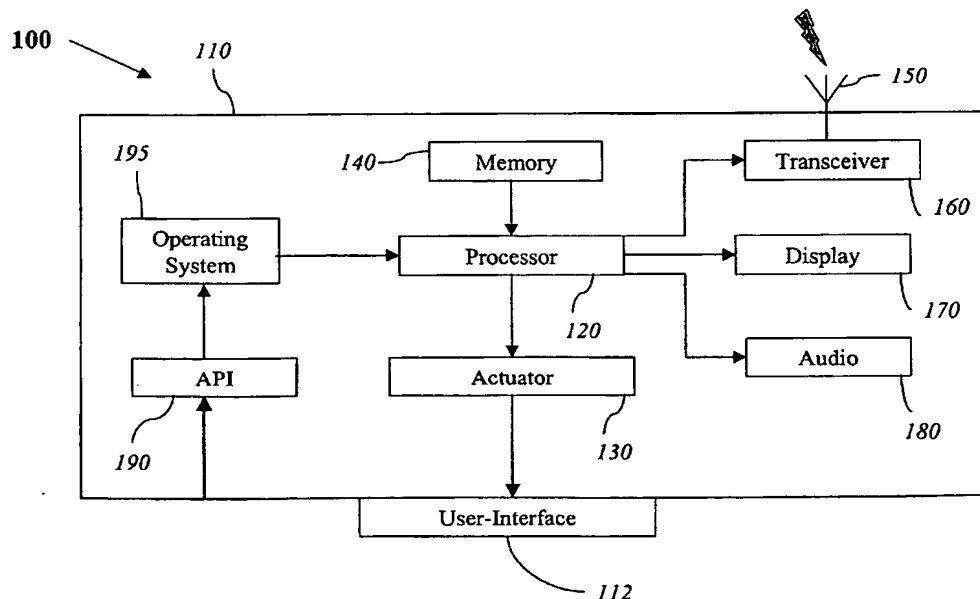 100
110
150
195
140
Memory
Transceiver
160
Operating
System
Processor
Display
120
170
API
Actuator
Audio
190
130
180
User-Interface
112